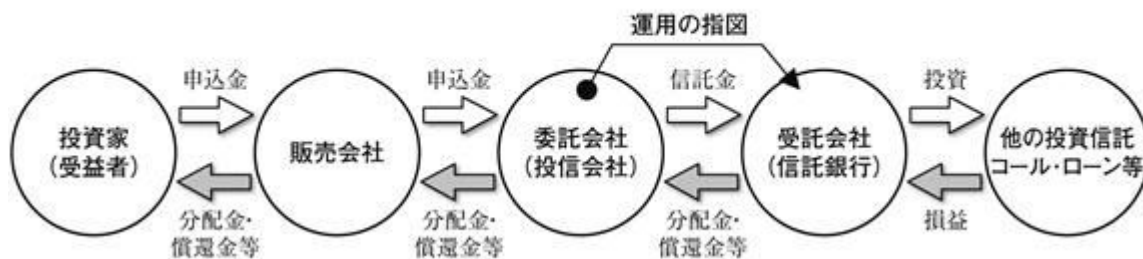 運用の指図
申込金
申込金
信託金
投資
投資家
(受益者)
販売会社
委託会社
(投信会社)
受託会社
(信託銀行)
他の投資信託
コール・ローン等
分配金・
償還金等
分配金・
償還金等
分配金・
償還金等
損益